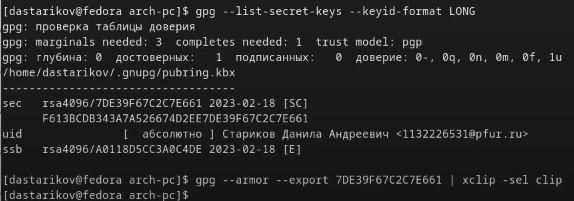 [dastarikov@fedora arch-pc]$ gpg --list-secret-keys --keyid-format LONG
gpg: проверка таблицы доверия
gpg: marginals needed: 3  completes needed: 1  trust model: pgp
gpg: глубина: 0  достоверных:   1  подписанных:   0  доверие: 0-, 0q, 0n, 0m, 0f, 1u
/home/dastarikov/.gnupg/pubring.kbx
-----------------------------------
sec   rsa4096/7DE39F67C2C7E661 2023-02-18 [SC]
      F613BCDB343A7A526674D2EE7DE39F67C2C7E661
uid              [  абсолютно ] Стариков Данила Андреевич <1132226531@pfur.ru>
ssb   rsa4096/A0118D5CC3A0C4DE 2023-02-18 [E]
[dastarikov@fedora arch-pc]$ gpg --armor --export 7DE39F67C2C7E661 | xclip -sel clip
[dastarikov@fedora arch-pc]$